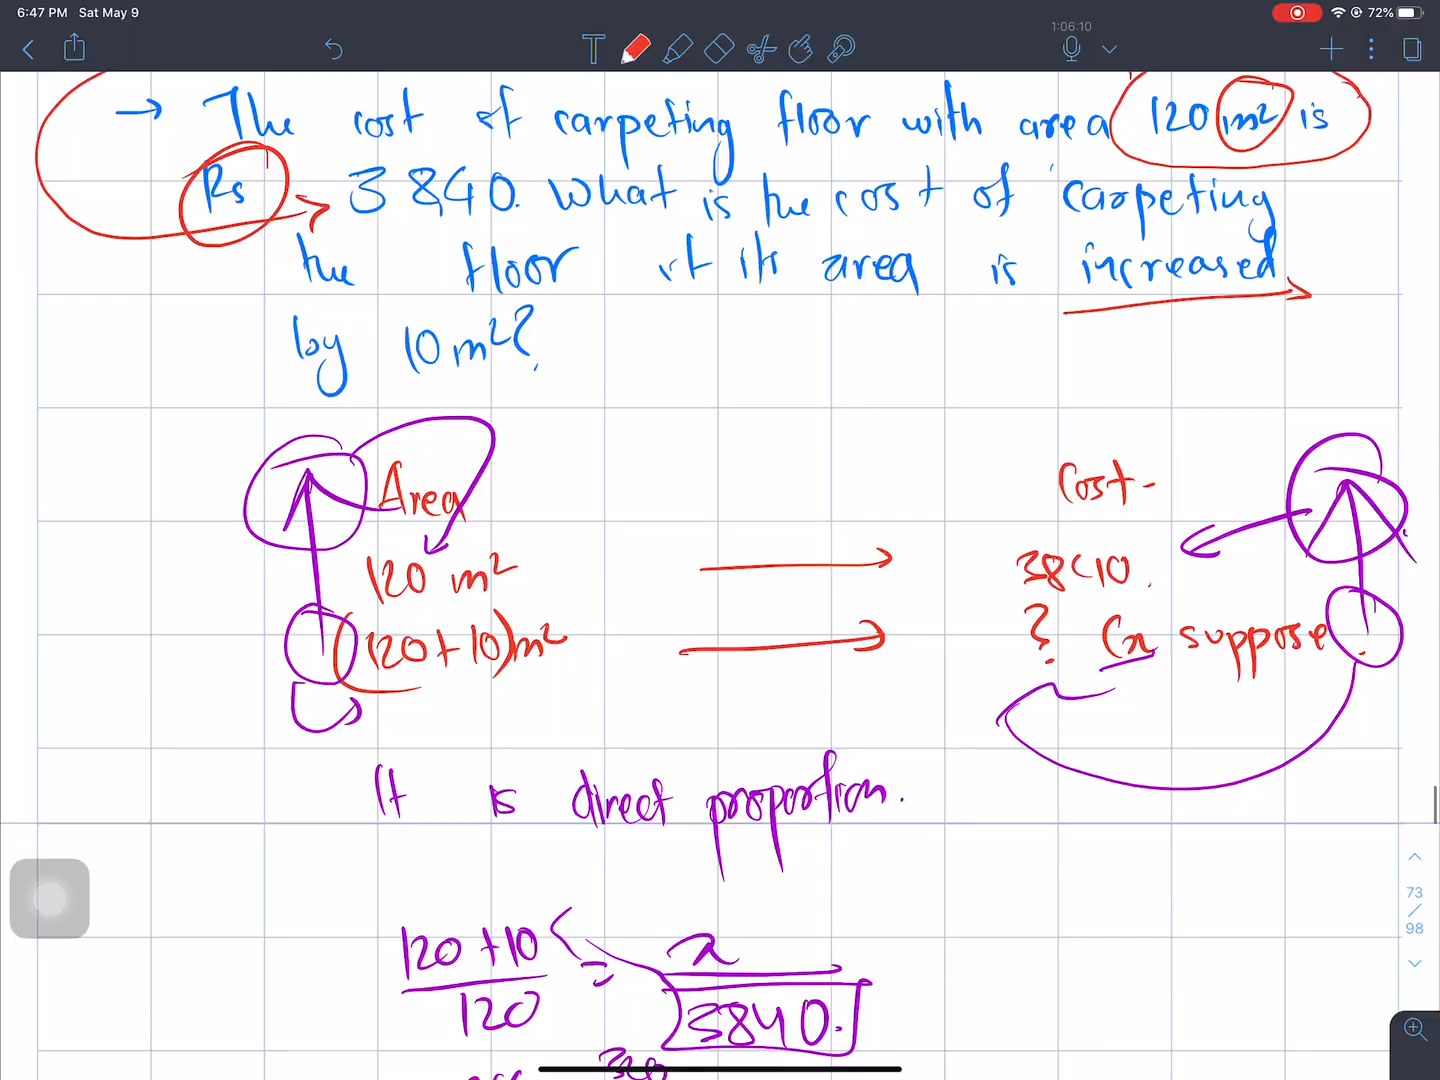 6:47 PM Sat May 9
72%
1:06:10
T
→ The cost of carpeting floor with area 120 m² is
Rs 3840. What is the cost of carpeting
the floor if its area is increased
by 10 m²?
Area Cost
120 m² → 3840.
(120+10)m² → ? (x suppose
It is direct proportion.
120+10 = x
120 3840.
73
/
98